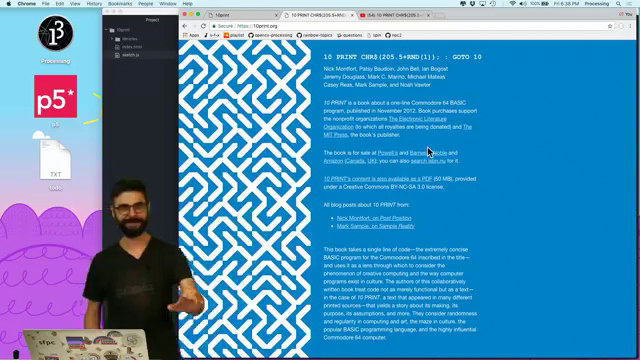 Chrome File Edit View History Bookmarks People Window Help
100%
Fri 6:38 PM Processing
Project
10print
libraries
index.html
sketch.js
Processing
p5*
TXT
todo
sfpc
10print
10 PRINT CHR$(205.5+RND(1))
(54) 10 PRINT CHR$(205.5+RN
You
Secure https://10print.org
Apps
sfpc
playlist
openkit-processing
rainbow-topics
questions
10 PRINT CHR$(205.5+RND(1)); : GOTO 10
Nick Montfort, Patsy Baudoin, John Bell, Ian Bogost
Jeremy Douglass, Mark C. Marino, Michael Mateas
Casey Reas, Mark Sample, and Noah Vawter
10 PRINT is a book about a one-line Commodore 64 BASIC
program, published in November 2012. Book purchases support
the nonprofit organizations The Electronic Literature
Organization (to which all royalties are being donated) and The
MIT Press, the book's publisher.
The book is for sale at Powell's and Barnes & Noble and
Amazon (Canada, UK); you can also search isbn.nu for it.
10 PRINT's content is also available as a PDF (50 MB), provided
under a Creative Commons BY-NC-SA 3.0 license.
All blog posts about 10 PRINT from:
Nick Montfort, on Post Position
Mark Sample, on Sample Reality
This book takes a single line of code—the extremely concise
BASIC program for the Commodore 64 inscribed in the title—
and uses it as a lens through which to consider the
phenomenon of creative computing and the way computer
programs exist in culture. The authors of this collaboratively
written book treat code not as merely functional but as a text—
in the case of 10 PRINT, a text that appeared in many different
printed sources—that yields a story about its making, its
purpose, its assumptions, and more. They consider randomness
and regularity in computing and art, the maze in culture, the
popular BASIC programming language, and the highly influential
Commodore 64 computer.